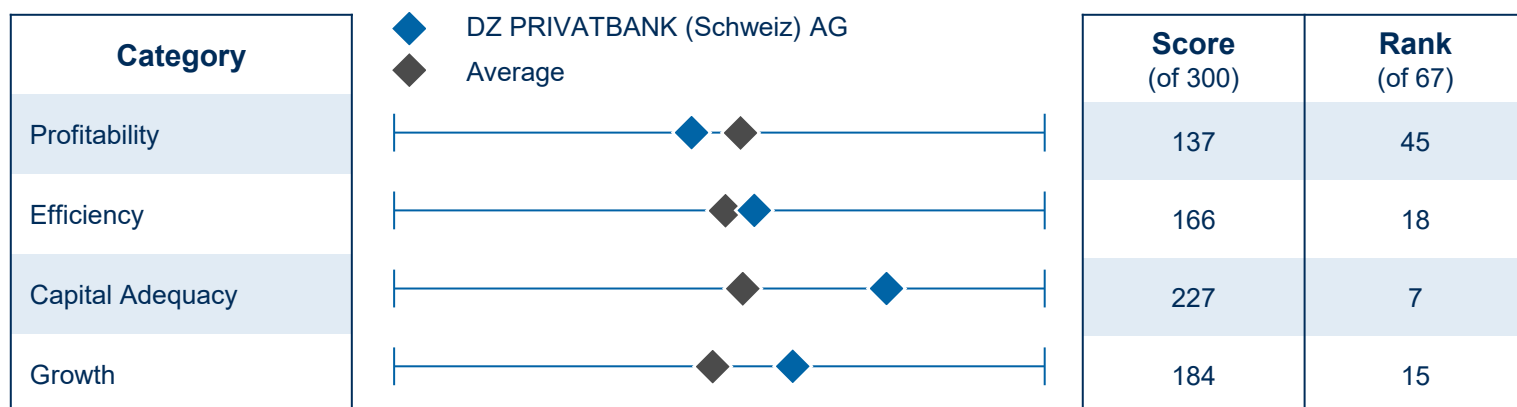 Category
DZ PRIVATBANK (Schweiz) AG
Average
Score
(of 300)
Rank
(of 67)
Profitability
137
45
Efficiency
166
18
Capital Adequacy
227
7
Growth
184
15